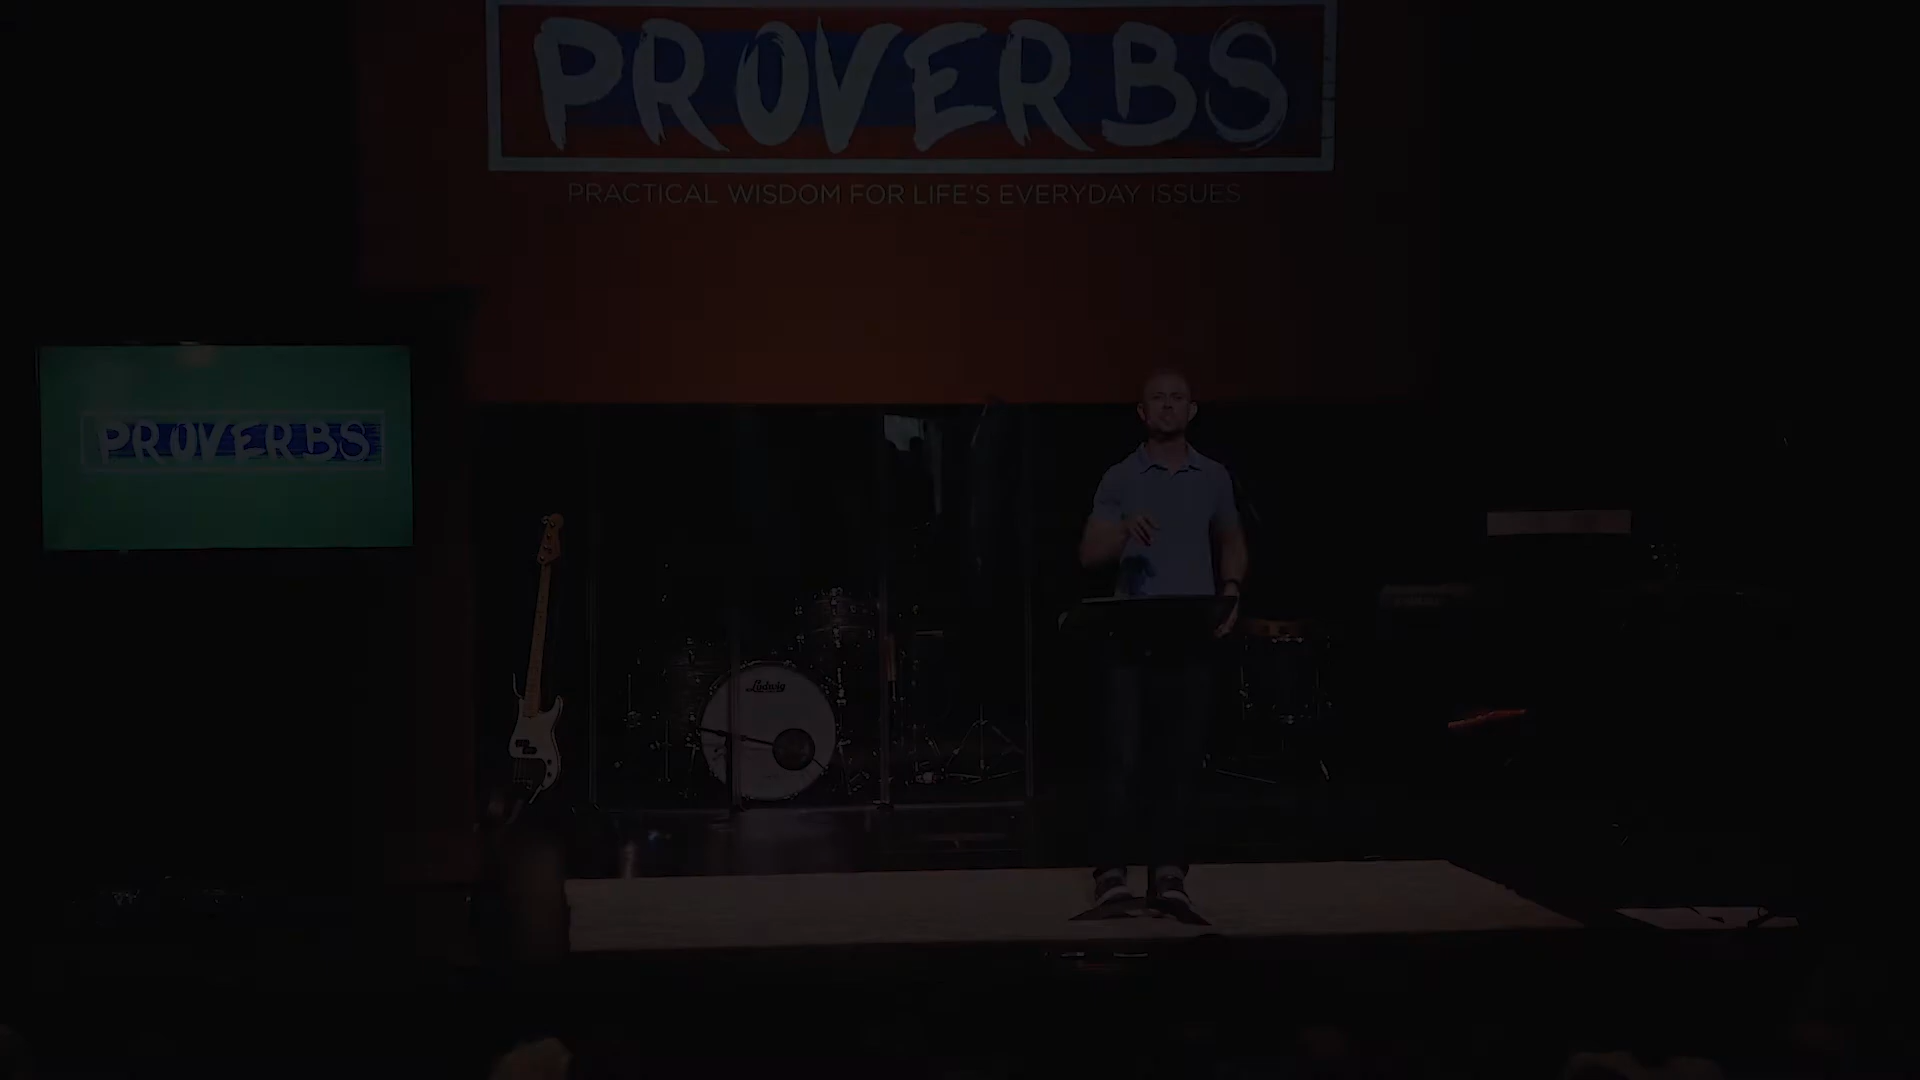 PROVERBS
PRACTICAL WISDOM FOR LIFE'S EVERYDAY ISSUES
PROVERBS
Ludwig